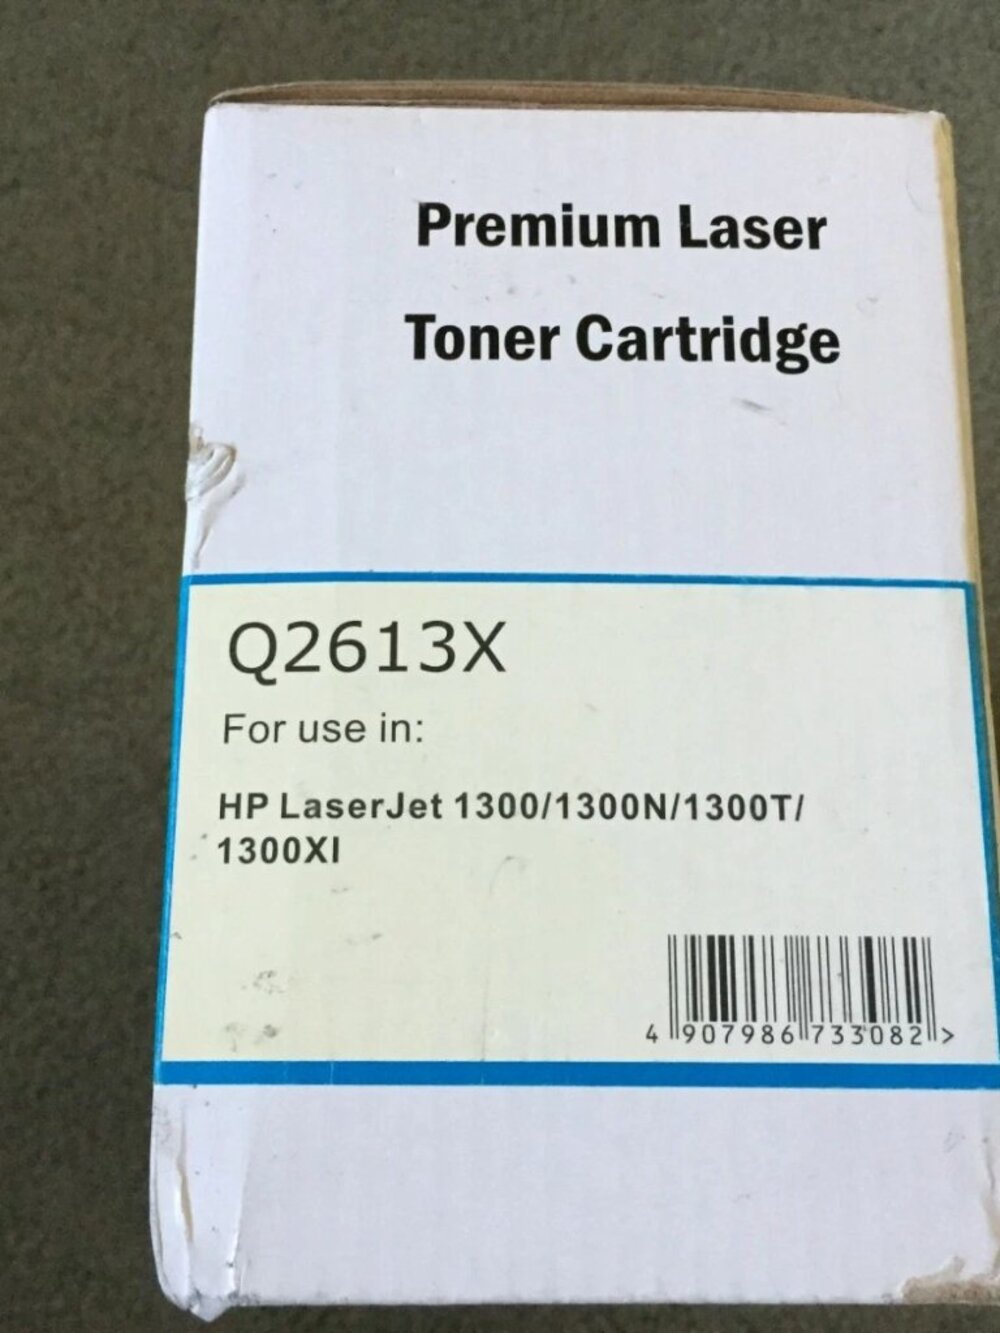 Premium Laser
Toner Cartridge
Q2613X
For use in:
HP LaserJet 1300/1300N/1300T/
1300XI
4 907986 733082 >